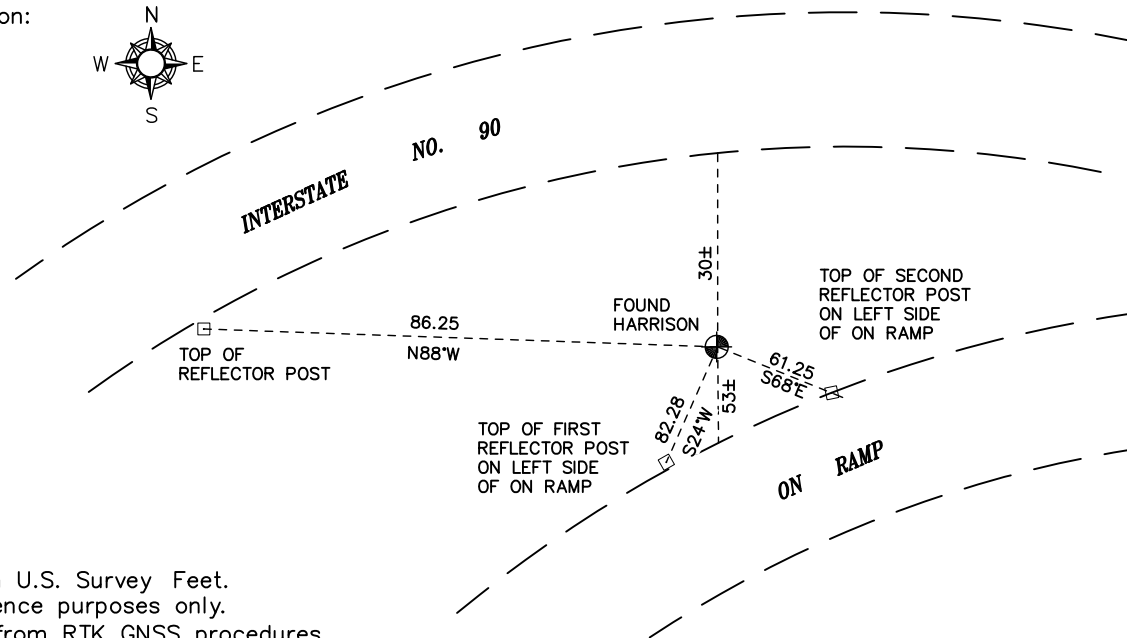 on:
N
W E
S
INTERSTATE NO. 90
30±
TOP OF SECOND
REFLECTOR POST
ON LEFT SIDE
OF ON RAMP
FOUND
HARRISON
86.25
N88°W
TOP OF
REFLECTOR POST
61.25
S68°E
53±
82.28
S24°W
TOP OF FIRST
REFLECTOR POST
ON LEFT SIDE
OF ON RAMP
ON RAMP
U.S. Survey Feet.
ence purposes only.
from RTK GNSS procedures